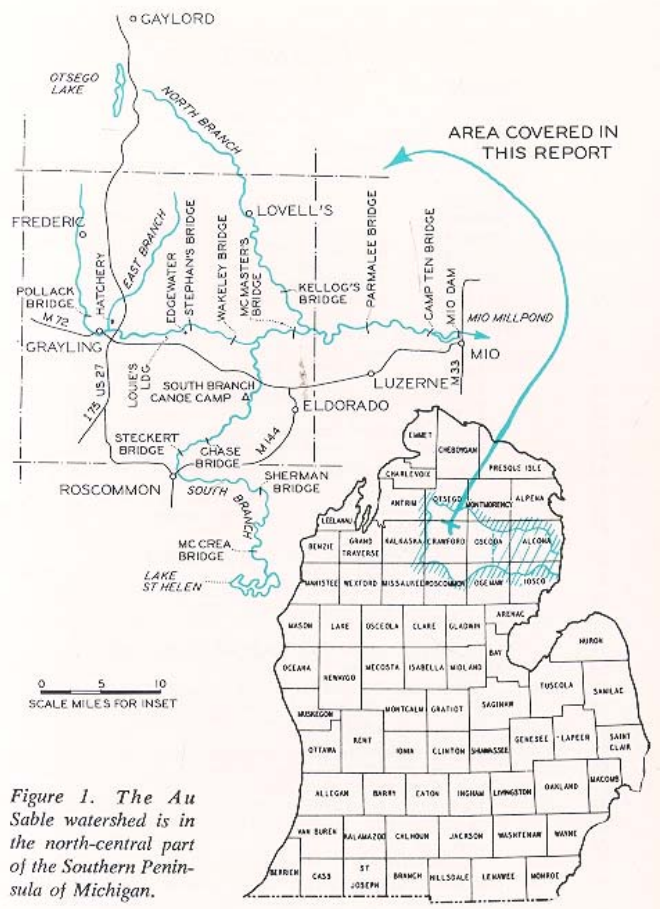 GAYLORD
OTSEGO
LAKE
NORTH BRANCH
AREA COVERED IN
THIS REPORT
LOVELL'S
FREDERIC
EAST BRANCH
HATCHERY
POLLACK
BRIDGE
M 72
GRAYLING
EDGEWATER
STEPHAN'S BRIDGE
WAKELEY BRIDGE
MCMASTER'S
BRIDGE
KELLOG'S
BRIDGE
PARMALEE BRIDGE
CAMP TEN BRIDGE
MIO DAM
MIO MILLPOND
MIO
M 33
LUZERNE
LOUIE'S
LDG
US 27
I 75
SOUTH BRANCH
CANOE CAMP
ELDORADO
M 144
STECKERT
BRIDGE
CHASE
BRIDGE
ROSCOMMON
SOUTH
BRANCH
SHERMAN
BRIDGE
MC CREA
BRIDGE
LAKE
ST HELEN
0 5 10
SCALE MILES FOR INSET
EMMET
CHEBOYGAN
PRESQUE ISLE
CHARLEVOIX
ANTRIM
OTSEGO
MONTMORENCY
ALPENA
LEELANAU
BENZIE
GRAND
TRAVERSE
KALKASKA
CRAWFORD
OSCODA
ALCONA
MANISTEE
WEXFORD
MISSAUKEE
ROSCOMMON
OGEMAW
IOSCO
ARENAC
MASON
LAKE
OSCEOLA
CLARE
GLADWIN
BAY
HURON
OCEANA
NEWAYGO
MECOSTA
ISABELLA
MIDLAND
TUSCOLA
SANILAC
MUSKEGON
MONTCALM
GRATIOT
SAGINAW
KENT
OTTAWA
IONIA
CLINTON
SHIAWASSEE
GENESEE
LAPEER
SAINT
CLAIR
ALLEGAN
BARRY
EATON
INGHAM
LIVINGSTON
OAKLAND
MACOMB
VAN BUREN
KALAMAZOO
CALHOUN
JACKSON
WASHTENAW
WAYNE
BERRIEN
CASS
ST
JOSEPH
BRANCH
HILLSDALE
LENAWEE
MONROE
Figure 1. The Au
Sable watershed is in
the north-central part
of the Southern Penin-
sula of Michigan.